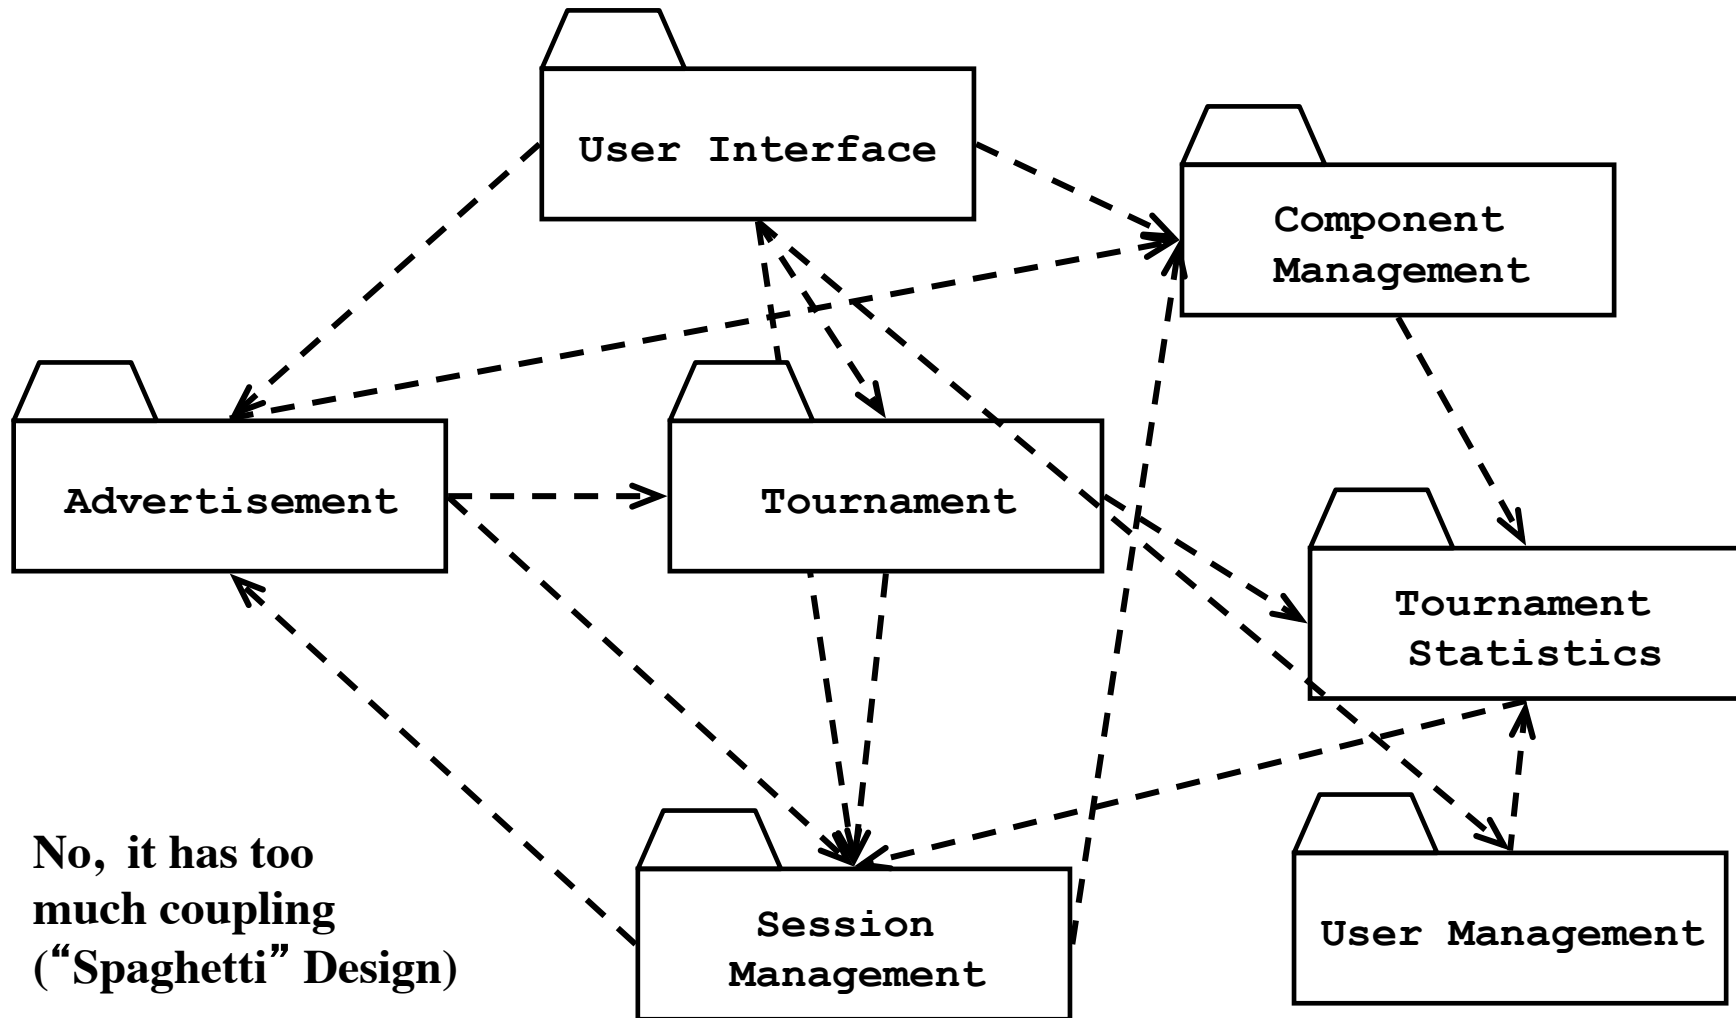 User Interface
Component
Management
Advertisement
Tournament
Tournament
Statistics
No, it has too
much coupling
(“Spaghetti” Design)
Session
Management
User Management